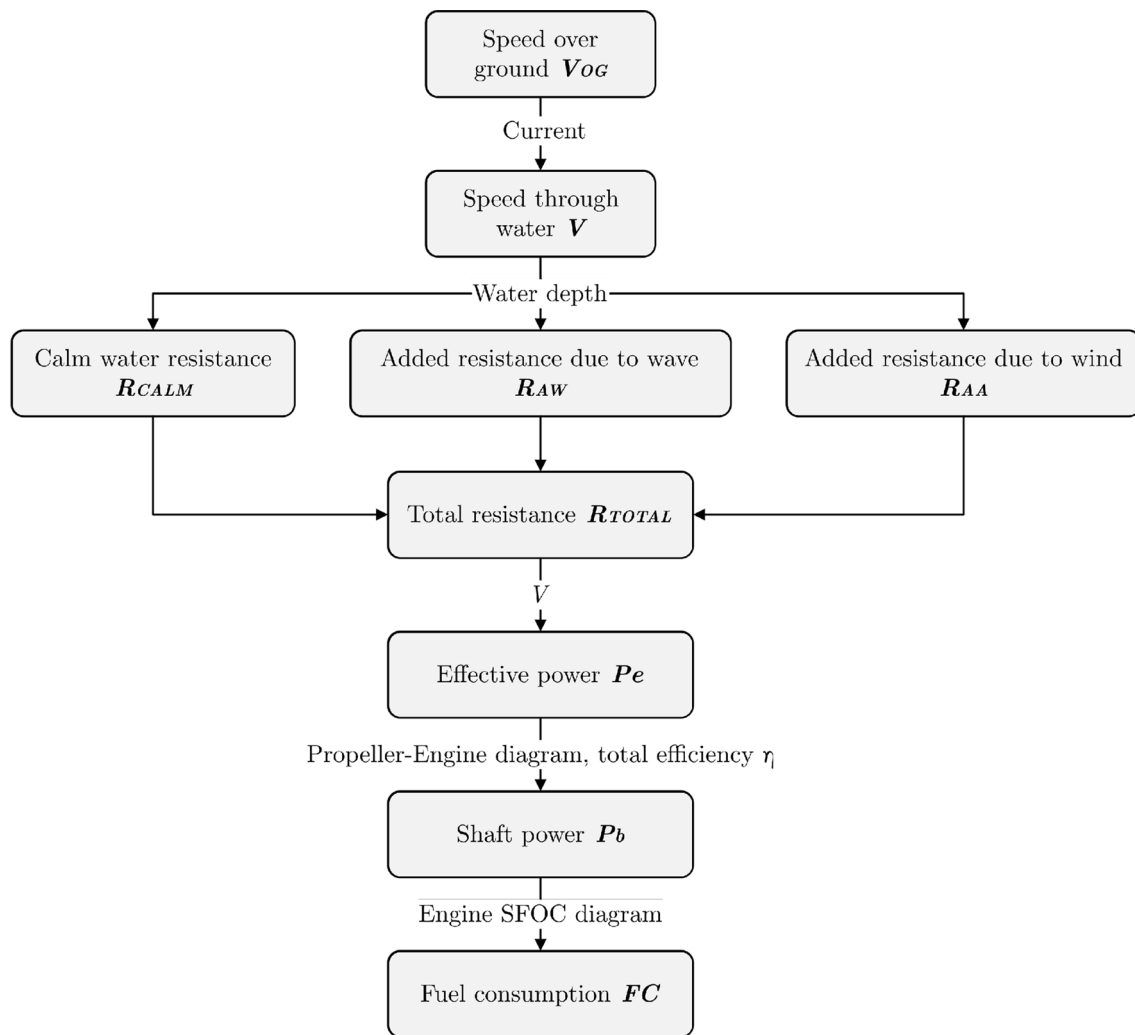 Speed over
ground VOG
Current
Speed through
water V
Water depth
Calm water resistance
RCALM
Added resistance due to wave
RAW
Added resistance due to wind
RAA
Total resistance RTOTAL
V
Effective power Pe
Propeller-Engine diagram, total efficiency η
Shaft power Pb
Engine SFOC diagram
Fuel consumption FC